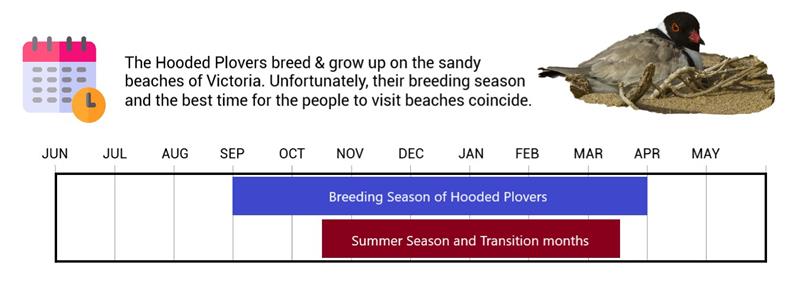 The Hooded Plovers breed & grow up on the sandy
beaches of Victoria. Unfortunately, their breeding season
and the best time for the people to visit beaches coincide.
JUN JUL AUG SEP OCT NOV DEC JAN FEB MAR APR MAY
Breeding Season of Hooded Plovers
Summer Season and Transition months